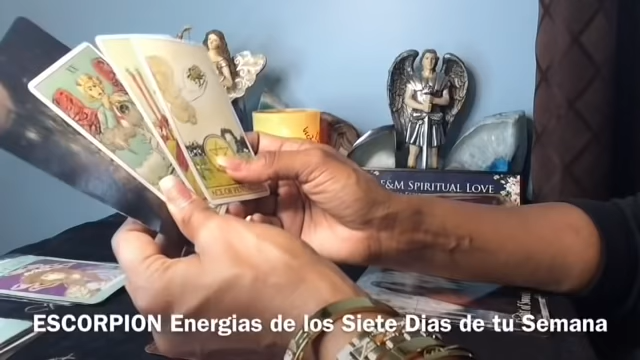 E&M SPIRITUAL LOVE
ESCORPION Energias de los Siete Dias de tu Semana